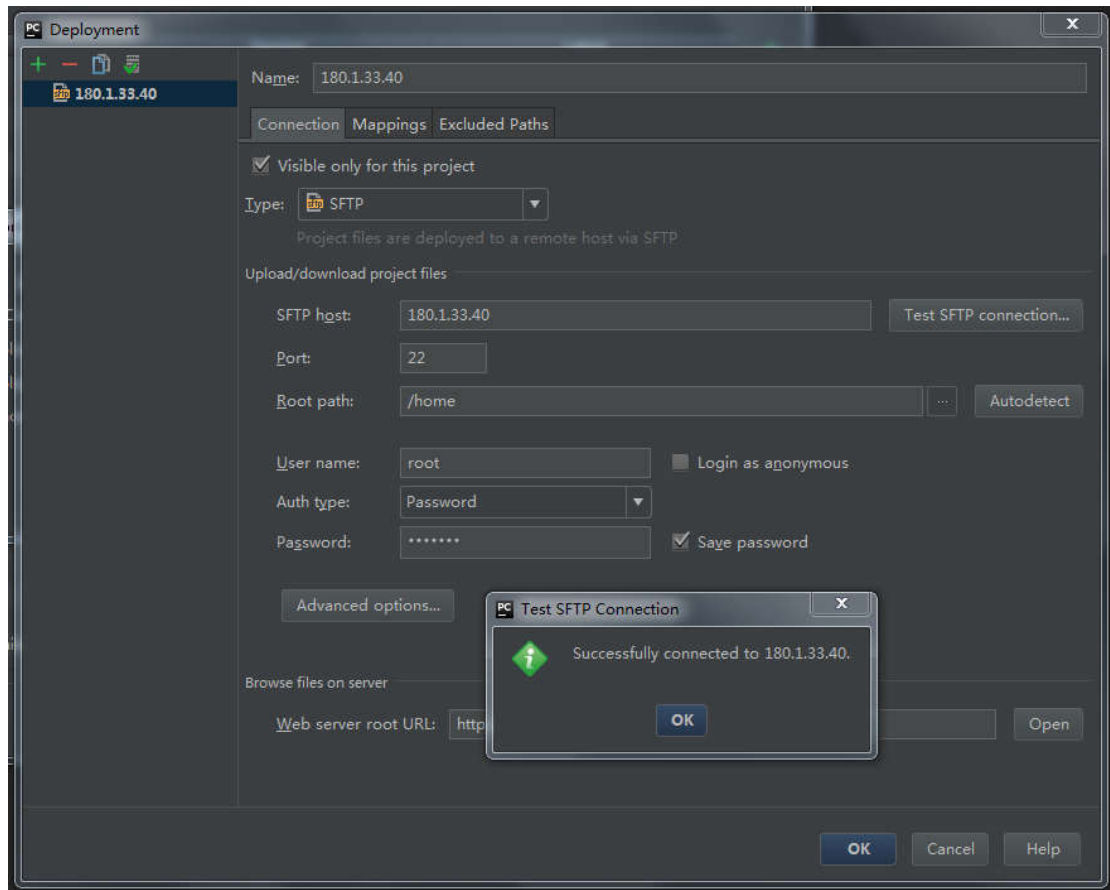 PC Deployment
180.1.33.40
Name: 180.1.33.40
Connection Mappings Excluded Paths
Visible only for this project
Type: SFTP
Project files are deployed to a remote host via SFTP
Upload/download project files
SFTP host: 180.1.33.40 Test SFTP connection...
Port: 22
Root path: /home ... Autodetect
User name: root Login as anonymous
Auth type: Password
Password: ******* Save password
Advanced options...
PC Test SFTP Connection
Successfully connected to 180.1.33.40.
OK
Browse files on server
Web server root URL: http Open
OK Cancel Help